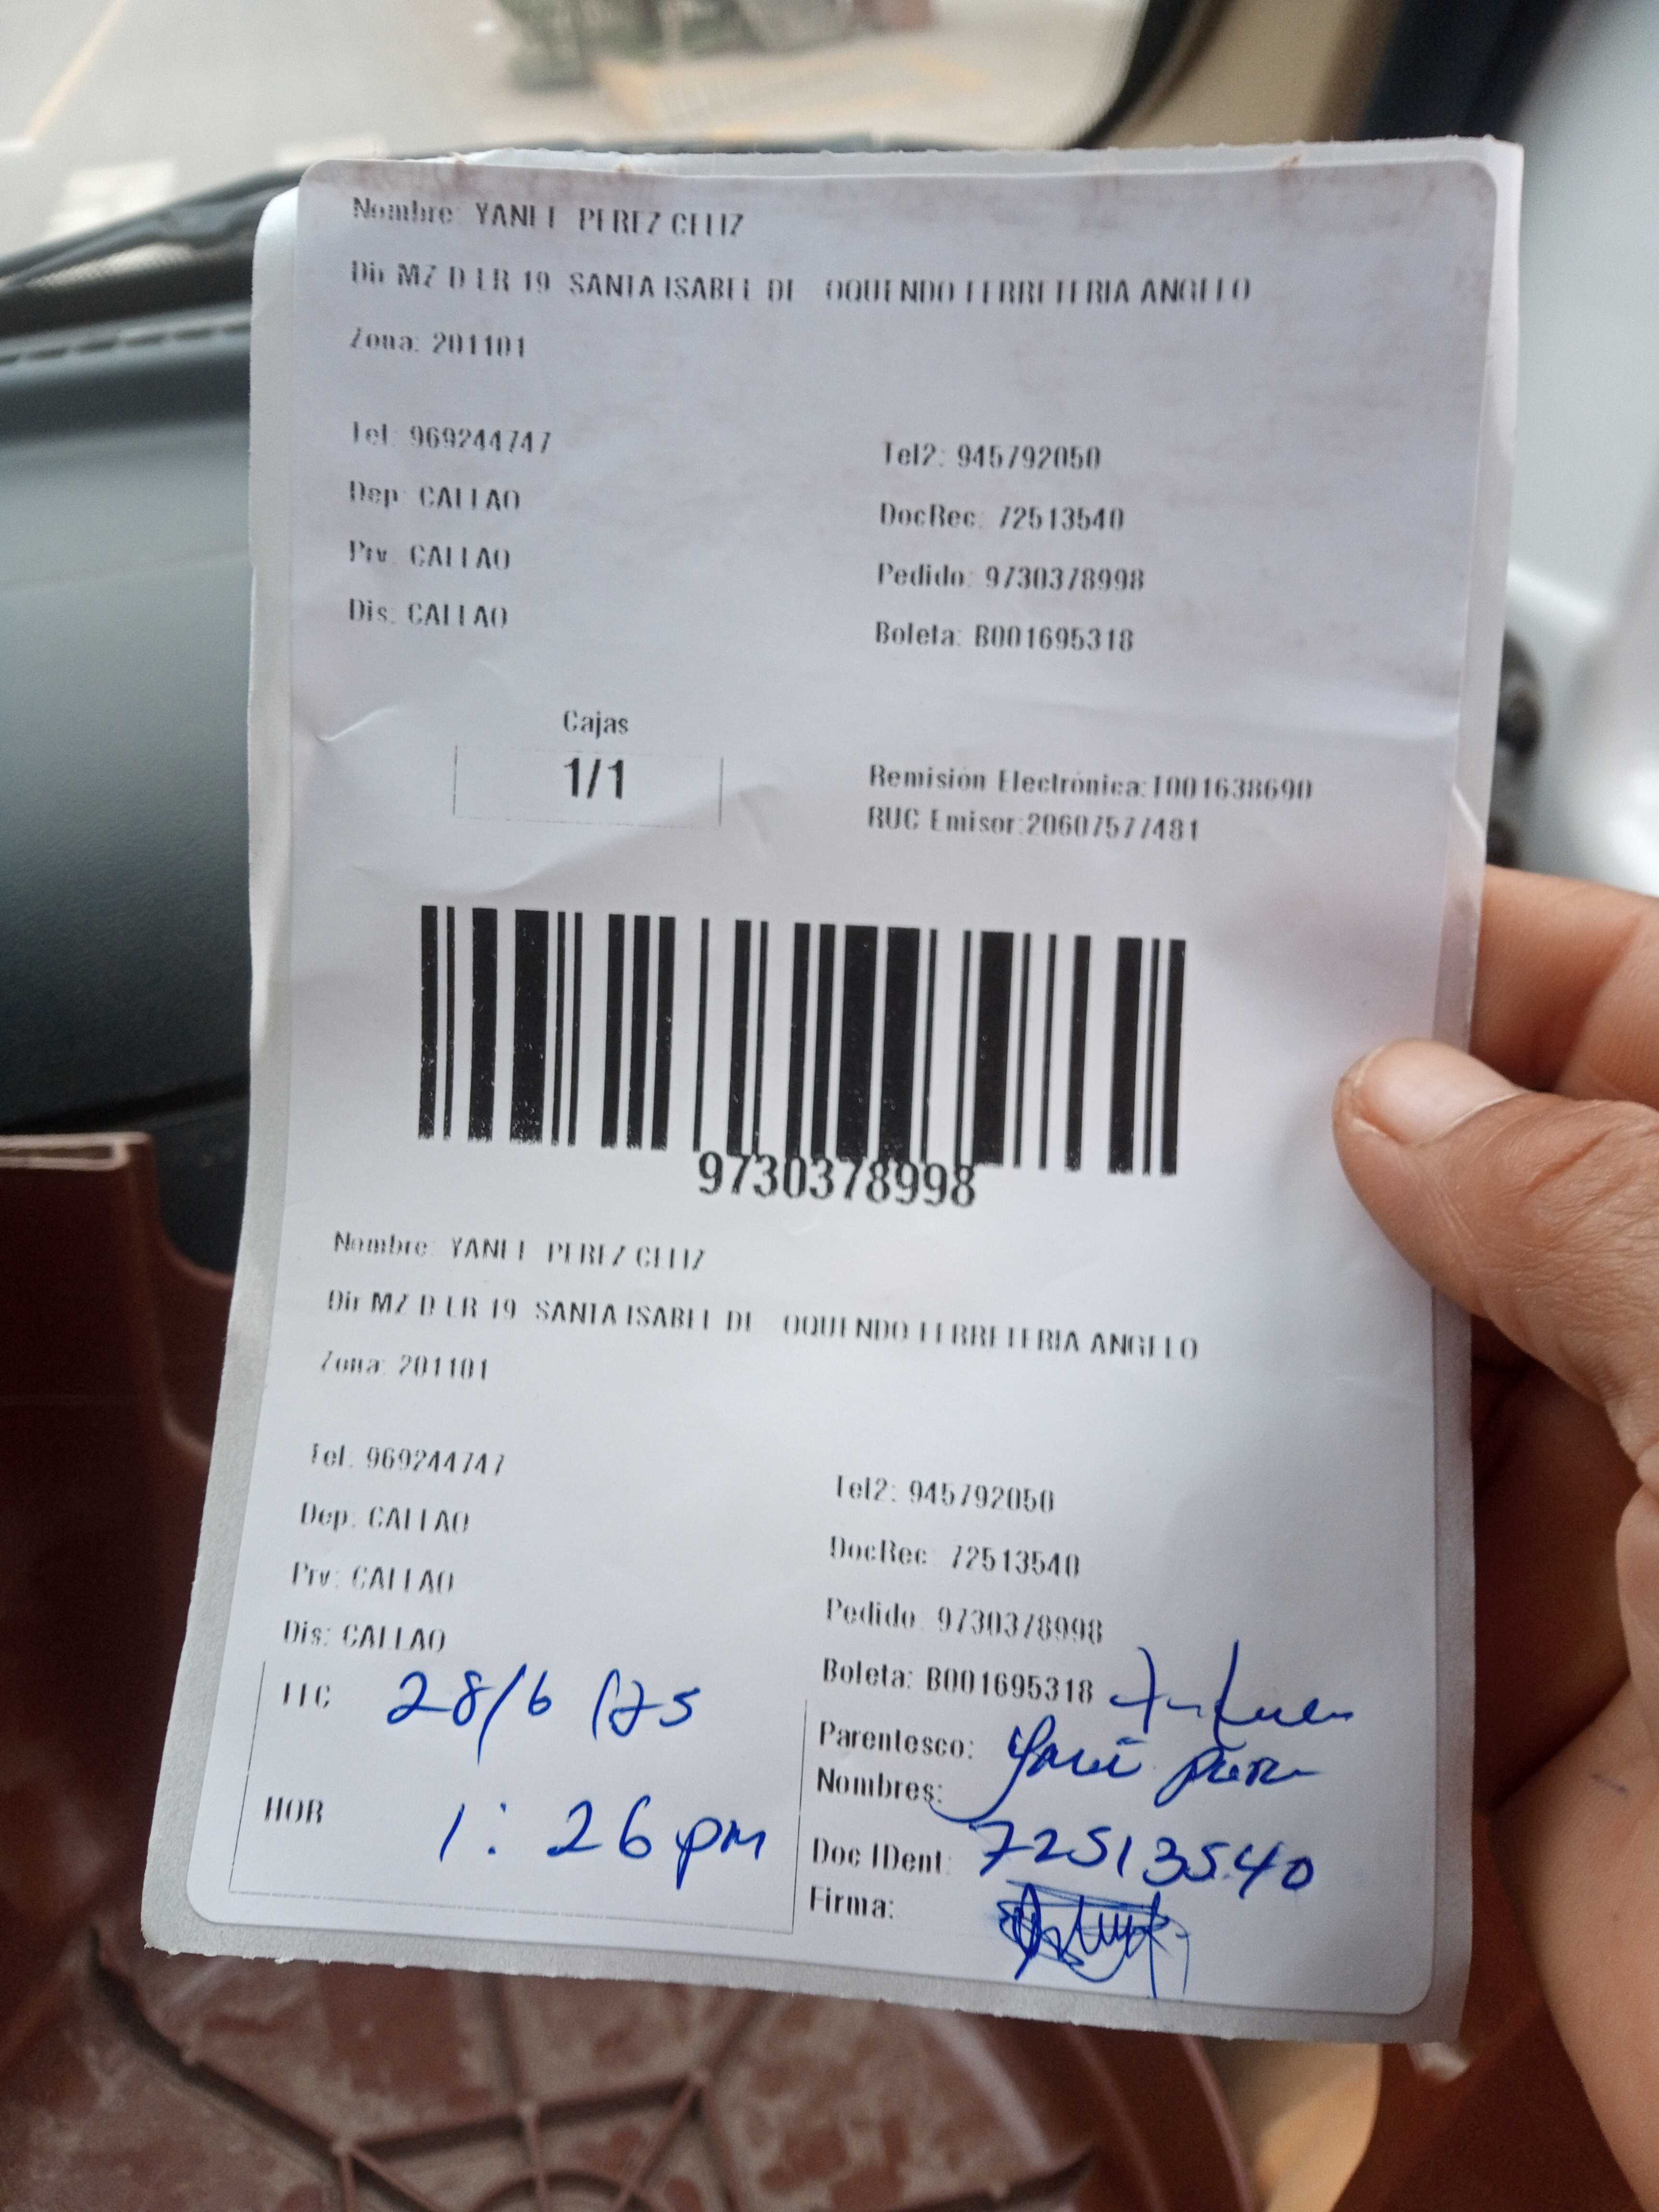 Nombre: YANET PEREZ CELIZ
Dir MZ D LR 19 SANTA ISABEL DE OQUENDO FERRETERIA ANGELO
Zona: 201101
Tel: 969244747 Tel2: 945792050
Dep: CALLAO DocRec: 72513540
Prv: CALLAO Pedido: 9730378998
Dis: CALLAO Boleta: B001695318
Cajas
1/1
Remisión Electrónica:T001638690
RUC Emisor:20607577481
9730378998
Nombre: YANET PEREZ CELIZ
Dir MZ D LR 19 SANTA ISABEL DE OQUENDO FERRETERIA ANGELO
Zona: 201101
Tel: 969244747 Tel2: 945792050
Dep: CALLAO DocRec: 72513540
Prv: CALLAO Pedido: 9730378998
Dis: CALLAO Boleta: B001695318
28/6/25
Parentesco:
Nombres:
HOR 1:26 pm
Doc IDent: 72513540
Firma: